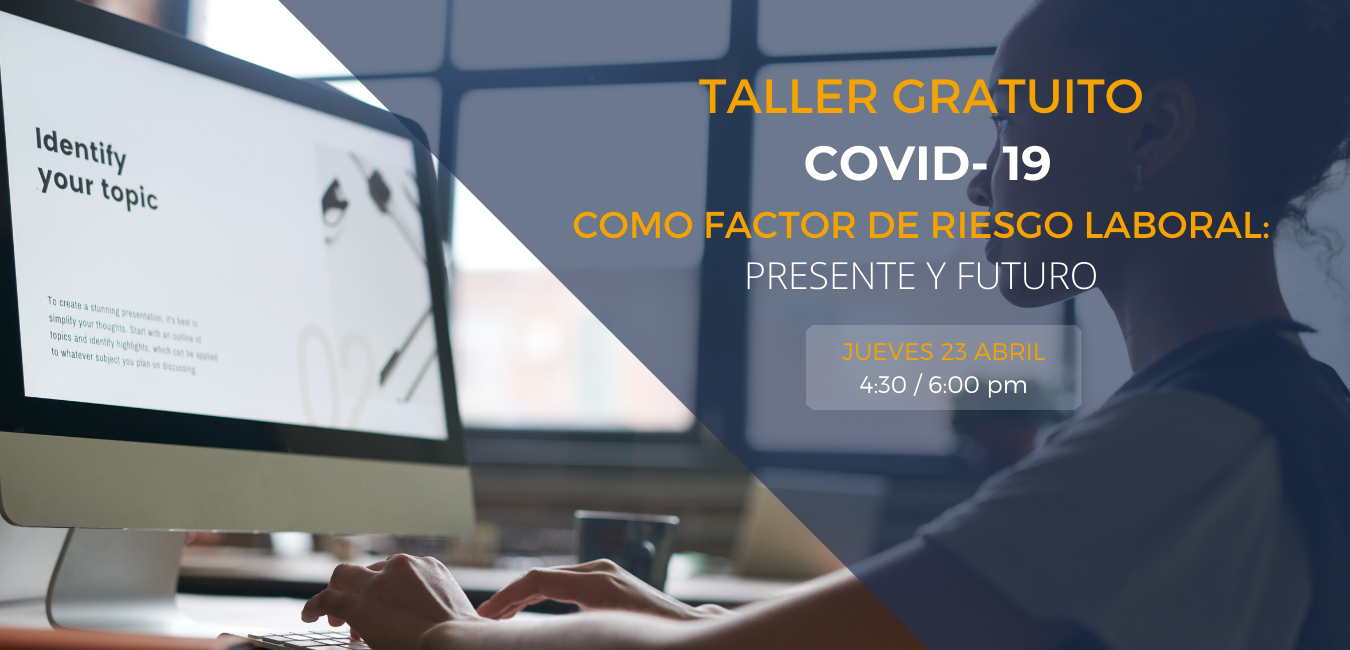 Identify
your topic
To create a stunning presentation, it's best to
simplify your thoughts. Start with an outline of
topics and identify highlights, which can be applied
to whatever subject you plan on discussing.
02
TALLER GRATUITO
COVID- 19
COMO FACTOR DE RIESGO LABORAL:
PRESENTE Y FUTURO
JUEVES 23 ABRIL
4:30 / 6:00 pm